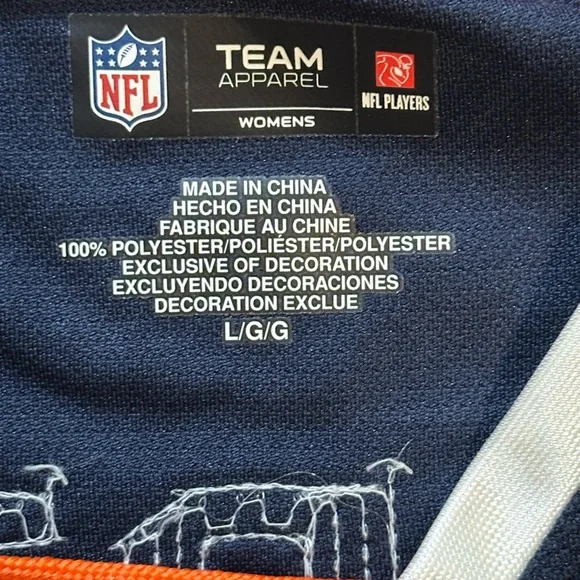 NFL
TEAM
APPAREL
WOMENS
NFL PLAYERS
MADE IN CHINA
HECHO EN CHINA
FABRIQUE AU CHINE
100% POLYESTER/POLIÉSTER/POLYESTER
EXCLUSIVE OF DECORATION
EXCLUYENDO DECORACIONES
DECORATION EXCLUE
L/G/G